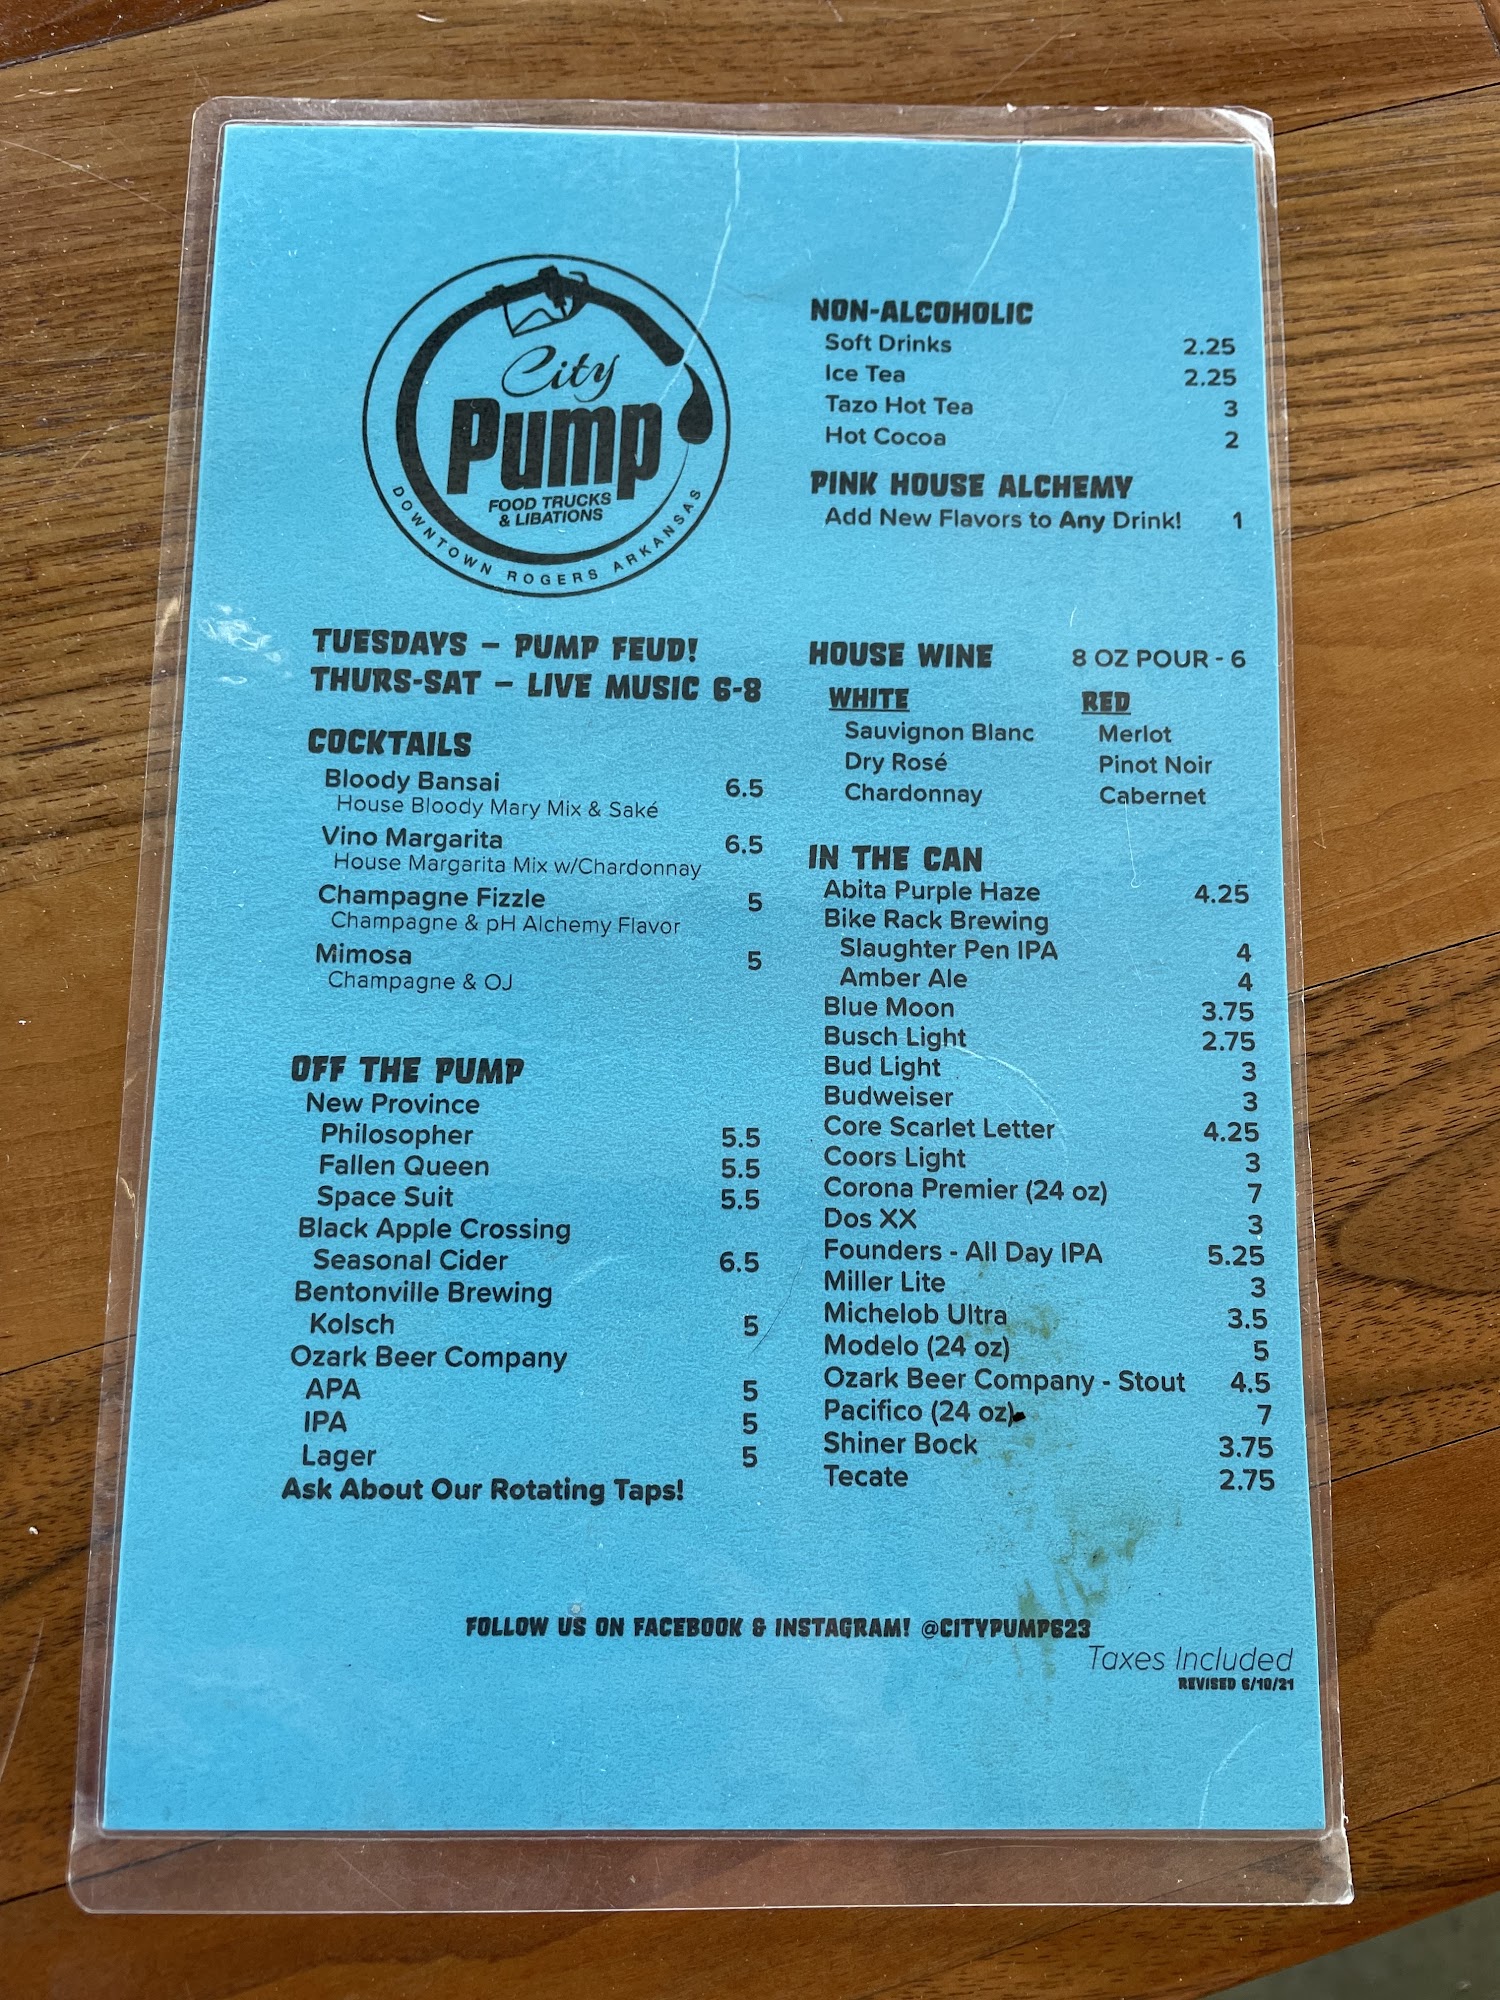 City
Pump
FOOD TRUCKS
& LIBATIONS
DOWNTOWN ROGERS ARKANSAS
TUESDAYS – PUMP FEUD!
THURS-SAT – LIVE MUSIC 6-8
COCKTAILS
Bloody Bansai 6.5
House Bloody Mary Mix & Saké
Vino Margarita 6.5
House Margarita Mix w/Chardonnay
Champagne Fizzle 5
Champagne & pH Alchemy Flavor
Mimosa 5
Champagne & OJ
OFF THE PUMP
New Province
Philosopher 5.5
Fallen Queen 5.5
Space Suit 5.5
Black Apple Crossing
Seasonal Cider 6.5
Bentonville Brewing
Kolsch 5
Ozark Beer Company
APA 5
IPA 5
Lager 5
Ask About Our Rotating Taps!
NON-ALCOHOLIC
Soft Drinks 2.25
Ice Tea 2.25
Tazo Hot Tea 3
Hot Cocoa 2
PINK HOUSE ALCHEMY
Add New Flavors to Any Drink! 1
HOUSE WINE 8 OZ POUR - 6
WHITE RED
Sauvignon Blanc Merlot
Dry Rosé Pinot Noir
Chardonnay Cabernet
IN THE CAN
Abita Purple Haze 4.25
Bike Rack Brewing
Slaughter Pen IPA 4
Amber Ale 4
Blue Moon 3.75
Busch Light 2.75
Bud Light 3
Budweiser 3
Core Scarlet Letter 4.25
Coors Light 3
Corona Premier (24 oz) 7
Dos XX 3
Founders - All Day IPA 5.25
Miller Lite 3
Michelob Ultra 3.5
Modelo (24 oz) 5
Ozark Beer Company - Stout 4.5
Pacifico (24 oz) 7
Shiner Bock 3.75
Tecate 2.75
FOLLOW US ON FACEBOOK & INSTAGRAM! @CITYPUMP623
Taxes Included
REVISED 6/10/21